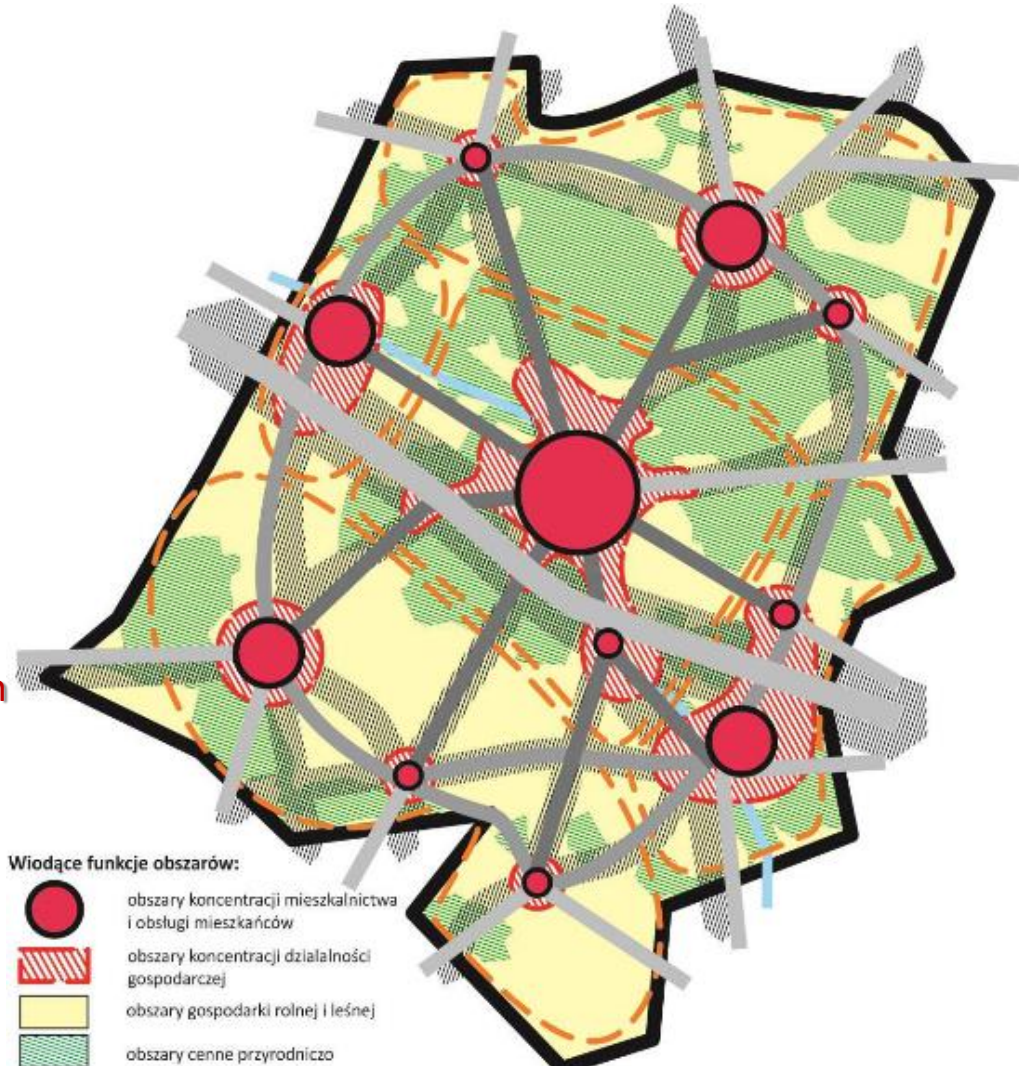 n
Wiodące funkcje obszarów:
obszary koncentracji mieszkalnictwa
i obsługi mieszkańców
obszary koncentracji działalności
gospodarczej
obszary gospodarki rolnej i leśnej
obszary cenne przyrodniczo